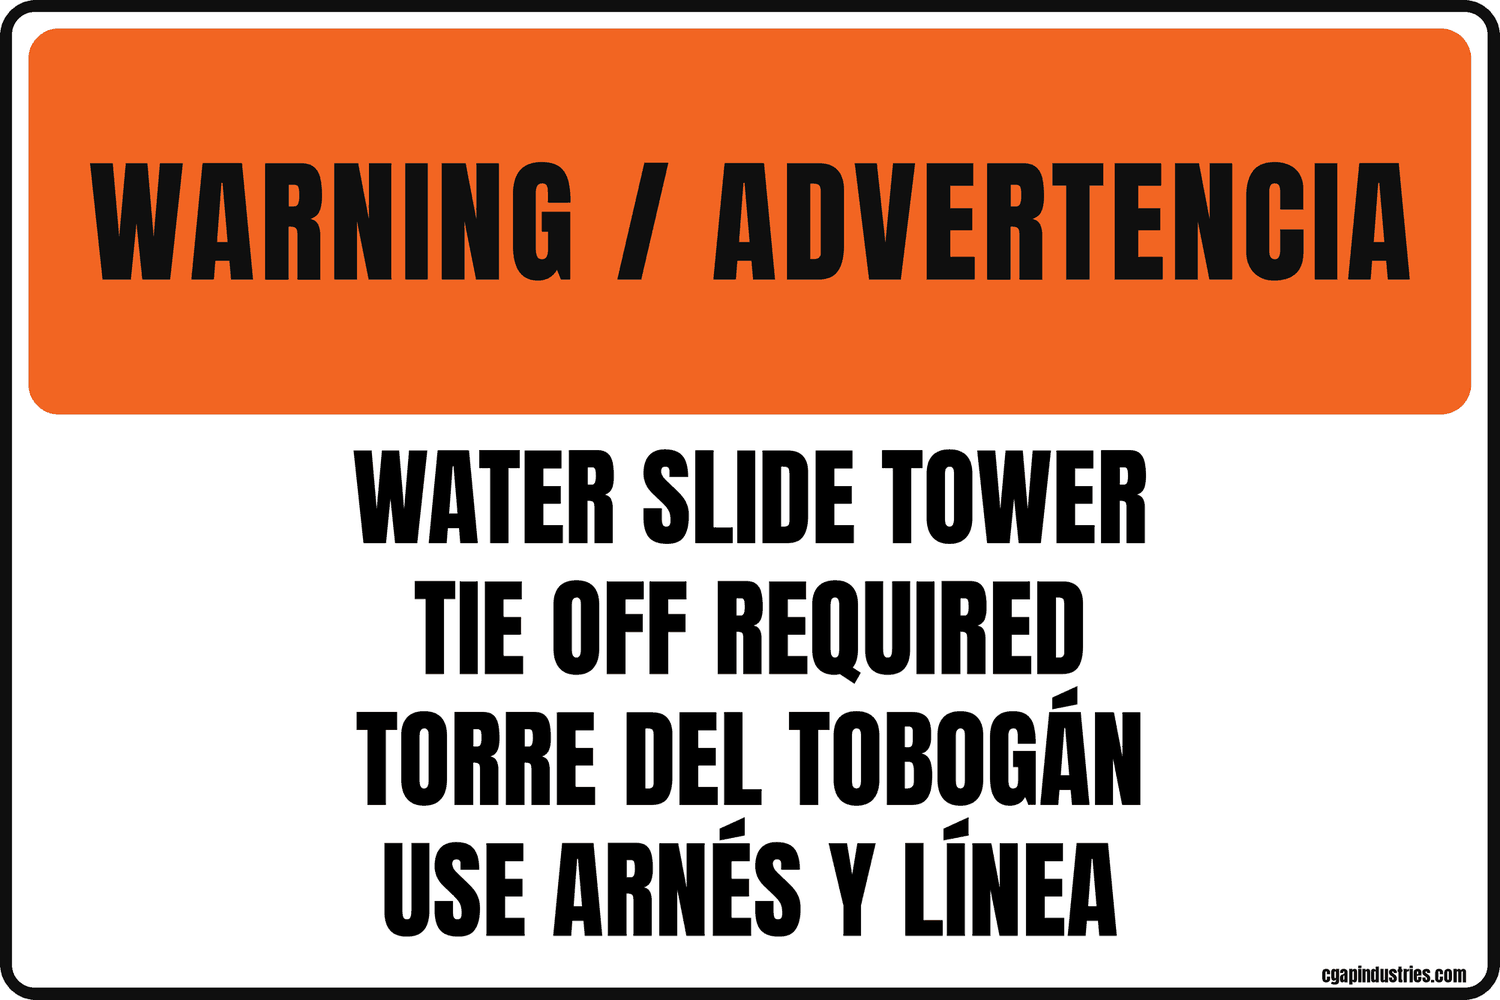 WARNING / ADVERTENCIA
WATER SLIDE TOWER
TIE OFF REQUIRED
TORRE DEL TOBOGÁN
USE ARNÉS Y LÍNEA
cgapindustries.com